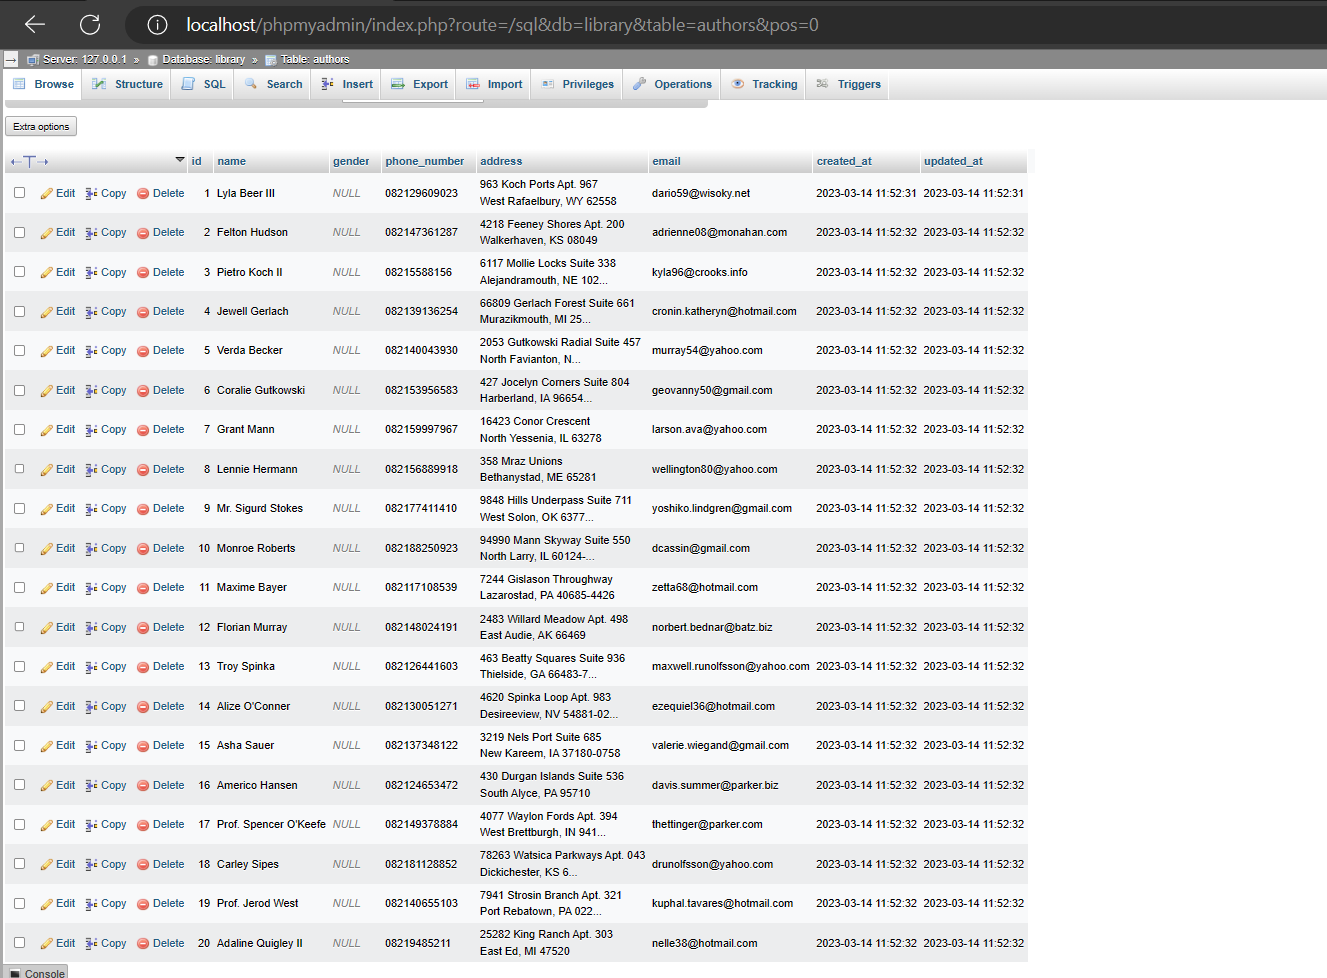 localhost/phpmyadmin/index.php?route=/sql&db=library&table=authors&pos=0
Server: 127.0.0.1 » Database: library » Table: authors
Browse Structure SQL Search Insert Export Import Privileges Operations Tracking Triggers
Extra options
id name gender phone_number address email created_at updated_at
Edit Copy Delete 1 Lyla Beer III NULL 082129609023 963 Koch Ports Apt. 967 dario59@wisoky.net 2023-03-14 11:52:31 2023-03-14 11:52:31
West Rafaelbury, WY 62558
Edit Copy Delete 2 Felton Hudson NULL 082147361287 4218 Feeney Shores Apt. 200 adrienne08@monahan.com 2023-03-14 11:52:32 2023-03-14 11:52:32
Walkerhaven, KS 08049
Edit Copy Delete 3 Pietro Koch II NULL 08215588156 6117 Mollie Locks Suite 338 kyla96@crooks.info 2023-03-14 11:52:32 2023-03-14 11:52:32
Alejandramouth, NE 102...
Edit Copy Delete 4 Jewell Gerlach NULL 082139136254 66809 Gerlach Forest Suite 661 cronin.katheryn@hotmail.com 2023-03-14 11:52:32 2023-03-14 11:52:32
Murazikmouth, MI 25...
Edit Copy Delete 5 Verda Becker NULL 082140043930 2053 Gutkowski Radial Suite 457 murray54@yahoo.com 2023-03-14 11:52:32 2023-03-14 11:52:32
North Favianton, N...
Edit Copy Delete 6 Coralie Gutkowski NULL 082153956583 427 Jocelyn Corners Suite 804 geovanny50@gmail.com 2023-03-14 11:52:32 2023-03-14 11:52:32
Harberland, IA 96654...
Edit Copy Delete 7 Grant Mann NULL 082159997967 16423 Conor Crescent larson.ava@yahoo.com 2023-03-14 11:52:32 2023-03-14 11:52:32
North Yessenia, IL 63278
Edit Copy Delete 8 Lennie Hermann NULL 082156889918 358 Mraz Unions wellington80@yahoo.com 2023-03-14 11:52:32 2023-03-14 11:52:32
Bethanystad, ME 65281
Edit Copy Delete 9 Mr. Sigurd Stokes NULL 082177411410 9848 Hills Underpass Suite 711 yoshiko.lindgren@gmail.com 2023-03-14 11:52:32 2023-03-14 11:52:32
West Solon, OK 6377...
Edit Copy Delete 10 Monroe Roberts NULL 082188250923 94990 Mann Skyway Suite 550 dcassin@gmail.com 2023-03-14 11:52:32 2023-03-14 11:52:32
North Larry, IL 60124-...
Edit Copy Delete 11 Maxime Bayer NULL 082117108539 7244 Gislason Throughway zetta68@hotmail.com 2023-03-14 11:52:32 2023-03-14 11:52:32
Lazarostad, PA 40685-4426
Edit Copy Delete 12 Florian Murray NULL 082148024191 2483 Willard Meadow Apt. 498 norbert.bednar@batz.biz 2023-03-14 11:52:32 2023-03-14 11:52:32
East Audie, AK 66469
Edit Copy Delete 13 Troy Spinka NULL 082126441603 463 Beatty Squares Suite 936 maxwell.runolfsson@yahoo.com 2023-03-14 11:52:32 2023-03-14 11:52:32
Thielside, GA 66483-7...
Edit Copy Delete 14 Alize O'Conner NULL 082130051271 4620 Spinka Loop Apt. 983 ezequiel36@hotmail.com 2023-03-14 11:52:32 2023-03-14 11:52:32
Desireeview, NV 54881-02...
Edit Copy Delete 15 Asha Sauer NULL 082137348122 3219 Nels Port Suite 685 valerie.wiegand@gmail.com 2023-03-14 11:52:32 2023-03-14 11:52:32
New Kareem, IA 37180-0758
Edit Copy Delete 16 Americo Hansen NULL 082124653472 430 Durgan Islands Suite 536 davis.summer@parker.biz 2023-03-14 11:52:32 2023-03-14 11:52:32
South Alyce, PA 95710
Edit Copy Delete 17 Prof. Spencer O'Keefe NULL 082149378884 4077 Waylon Fords Apt. 394 thettinger@parker.com 2023-03-14 11:52:32 2023-03-14 11:52:32
West Brettburgh, IN 941...
Edit Copy Delete 18 Carley Sipes NULL 082181128852 78263 Watsica Parkways Apt. 043 drunolfsson@yahoo.com 2023-03-14 11:52:32 2023-03-14 11:52:32
Dickichester, KS 6...
Edit Copy Delete 19 Prof. Jerod West NULL 082140655103 7941 Strosin Branch Apt. 321 kuphal.tavares@hotmail.com 2023-03-14 11:52:32 2023-03-14 11:52:32
Port Rebatown, PA 022...
Edit Copy Delete 20 Adaline Quigley II NULL 08219485211 25282 King Ranch Apt. 303 nelle38@hotmail.com 2023-03-14 11:52:32 2023-03-14 11:52:32
East Ed, MI 47520
Console